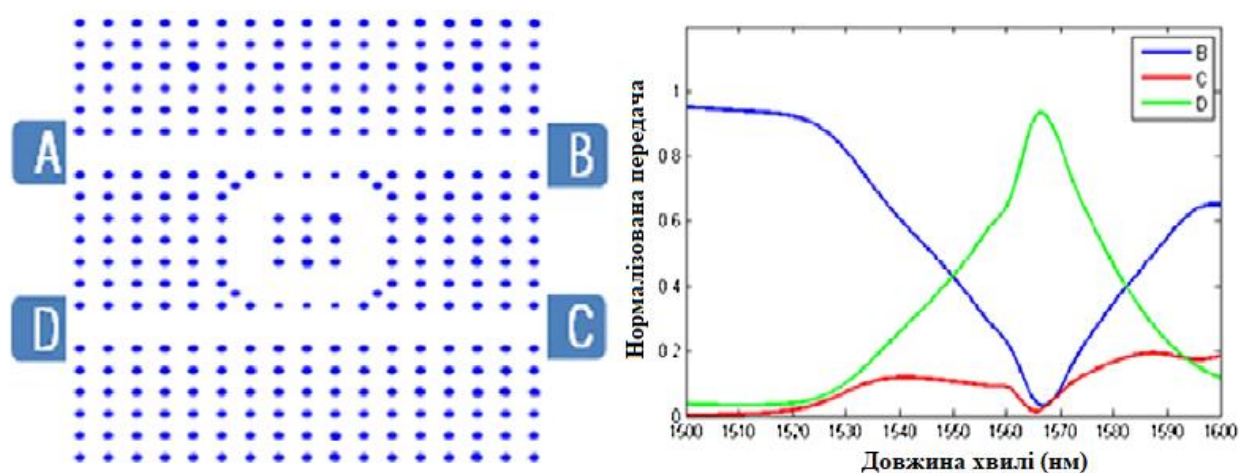 A
B
D
C
Нормалізована передача
1
0.8
0.6
0.4
0.2
0
1500 1510 1520 1530 1540 1550 1560 1570 1580 1590 1600
Довжина хвилі (нм)
B
C
D